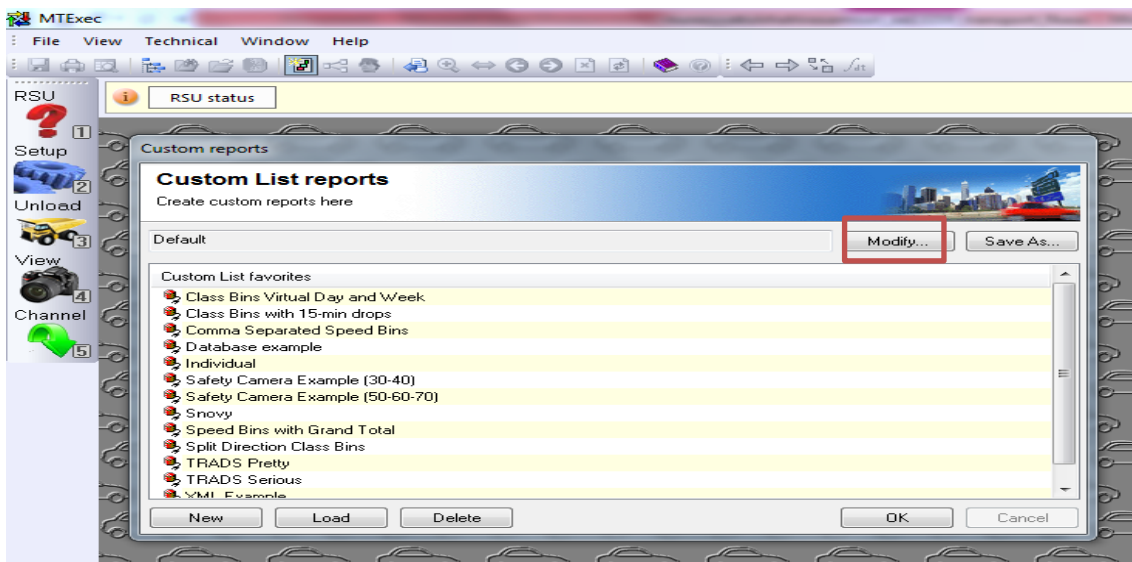 MTExec
File View Technical Window Help
RSU
RSU status
1
Setup
2
Unload
3
View
4
Channel
5
Custom reports
Custom List reports
Create custom reports here
Default
Modify...
Save As...
Custom List favorites
Class Bins Virtual Day and Week
Class Bins with 15-min drops
Comma Separated Speed Bins
Database example
Individual
Safety Camera Example (30-40)
Safety Camera Example (50-60-70)
Snovy
Speed Bins with Grand Total
Split Direction Class Bins
TRADS Pretty
TRADS Serious
XML Example
New
Load
Delete
OK
Cancel